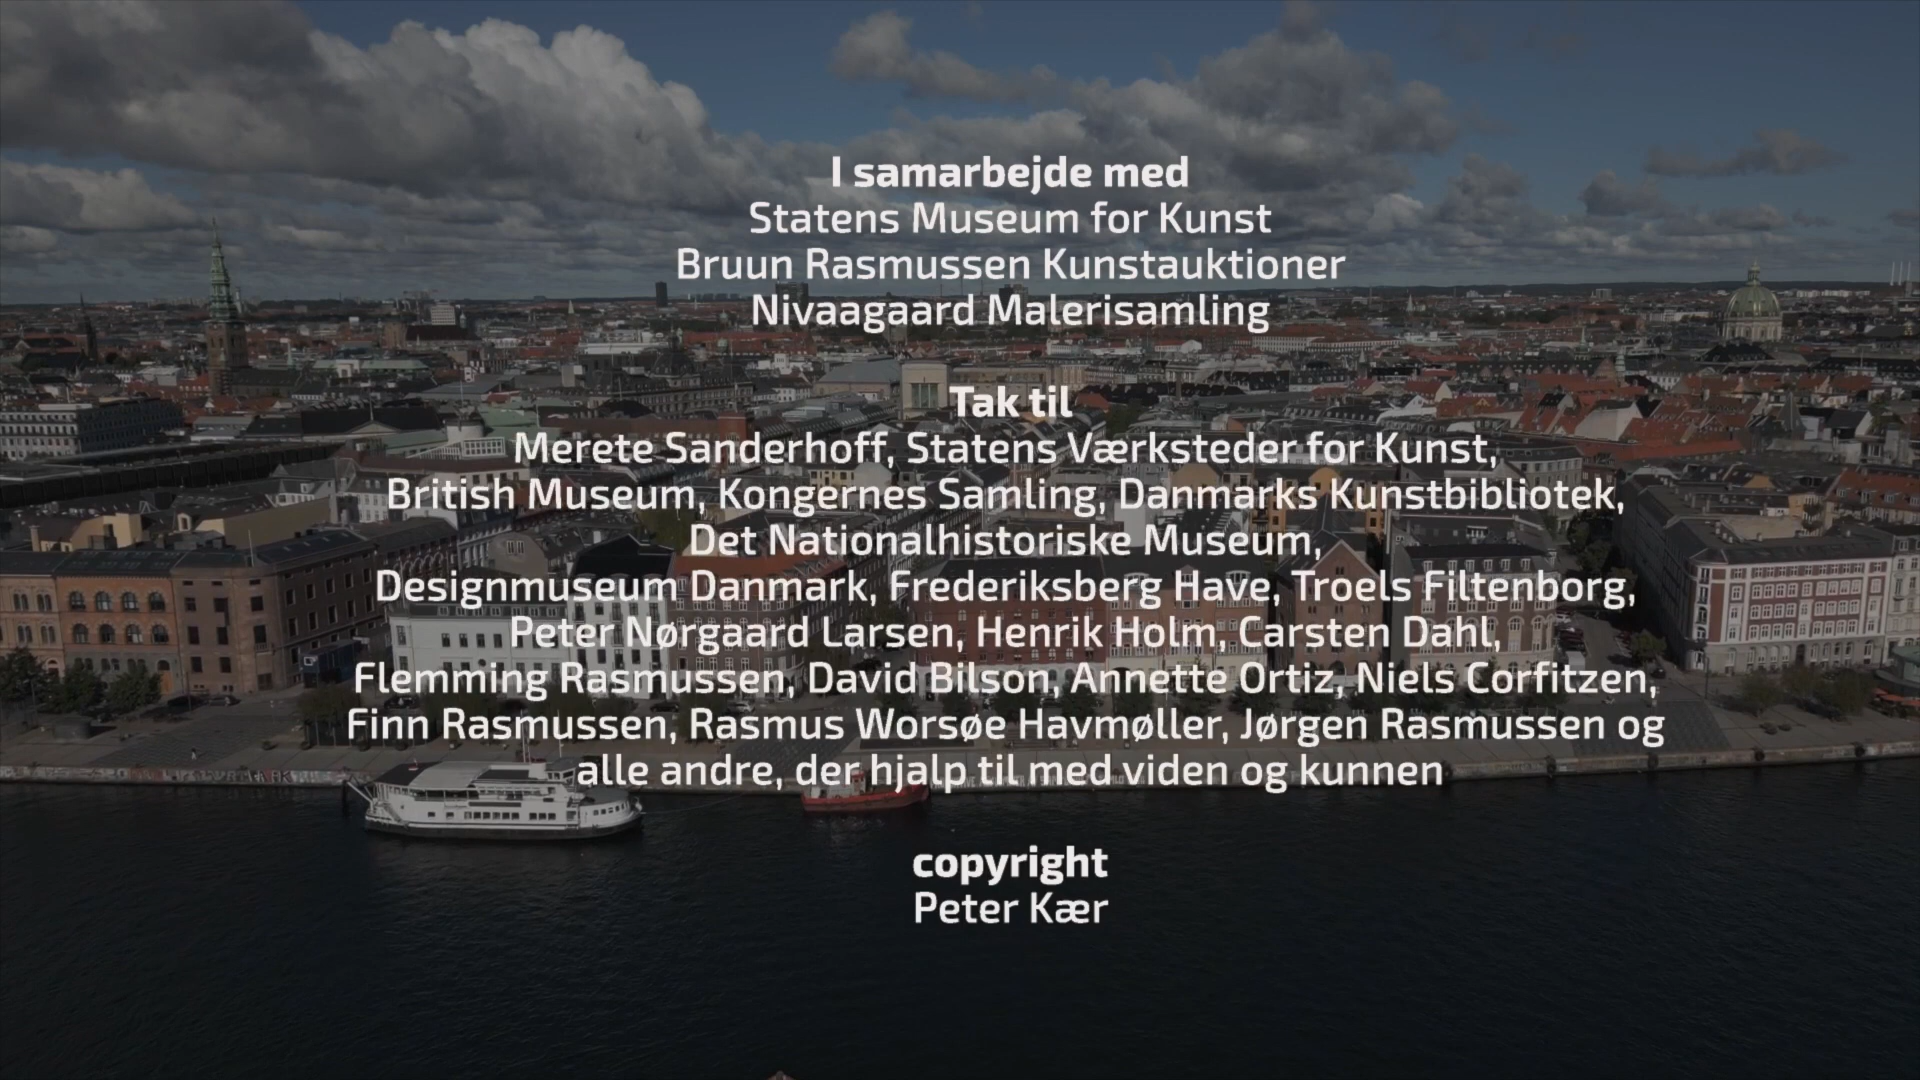 I samarbejde med
Statens Museum for Kunst
Bruun Rasmussen Kunstauktioner
Nivaagaard Malerisamling
Tak til
Merete Sanderhoff, Statens Værksteder for Kunst,
British Museum, Kongernes Samling, Danmarks Kunstbibliotek,
Det Nationalhistoriske Museum,
Designmuseum Danmark, Frederiksberg Have, Troels Filtenborg,
Peter Nørgaard Larsen, Henrik Holm, Carsten Dahl,
Flemming Rasmussen, David Bilson, Annette Ortiz, Niels Corfitzen,
Finn Rasmussen, Rasmus Worsøe Havmøller, Jørgen Rasmussen og
alle andre, der hjalp til med viden og kunnen
copyright
Peter Kær